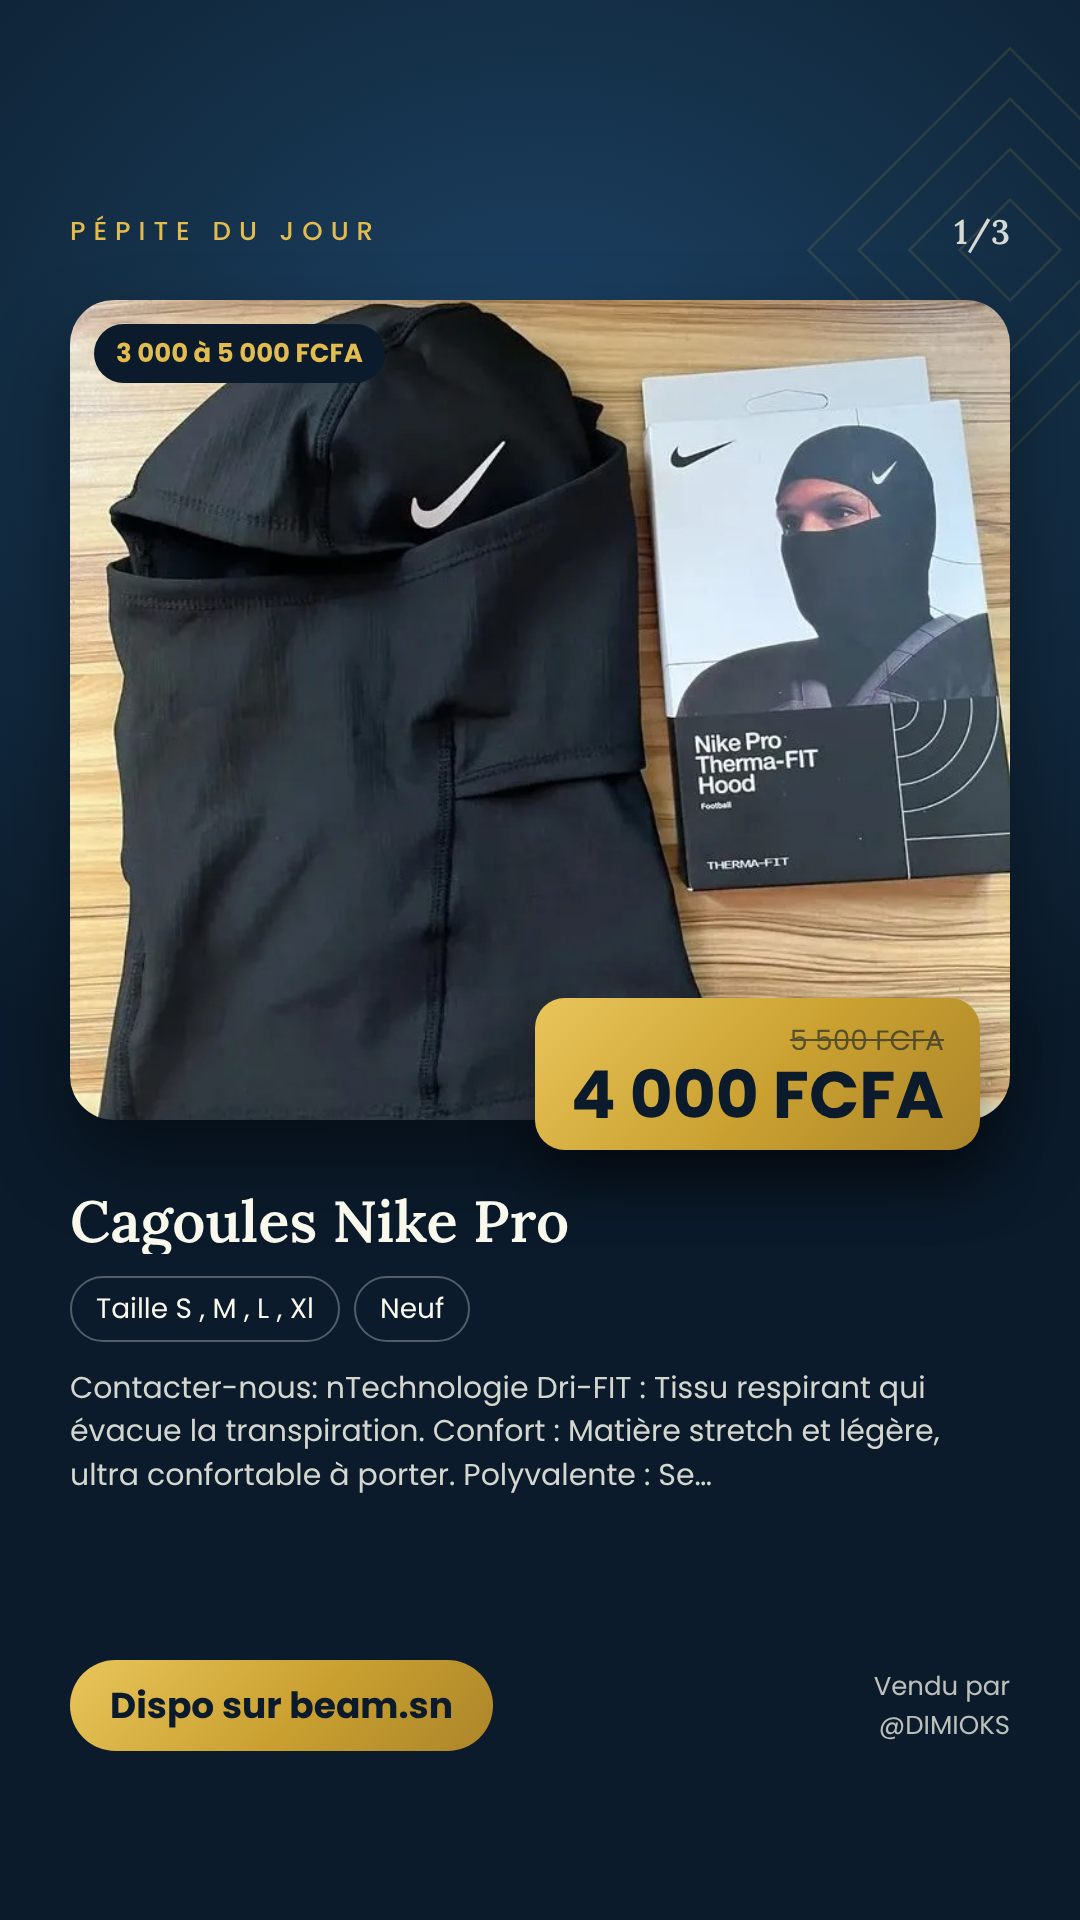 PÉPITE DU JOUR
1/3
3 000 à 5 000 FCFA
Nike Pro
Therma-FIT
Hood
Football
THERMA-FIT
5 500 FCFA
4 000 FCFA
Cagoules Nike Pro
Taille S , M , L , Xl
Neuf
Contacter-nous: nTechnologie Dri-FIT : Tissu respirant qui
évacue la transpiration. Confort : Matière stretch et légère,
ultra confortable à porter. Polyvalente : Se...
Dispo sur beam.sn
Vendu par
@DIMIOKS